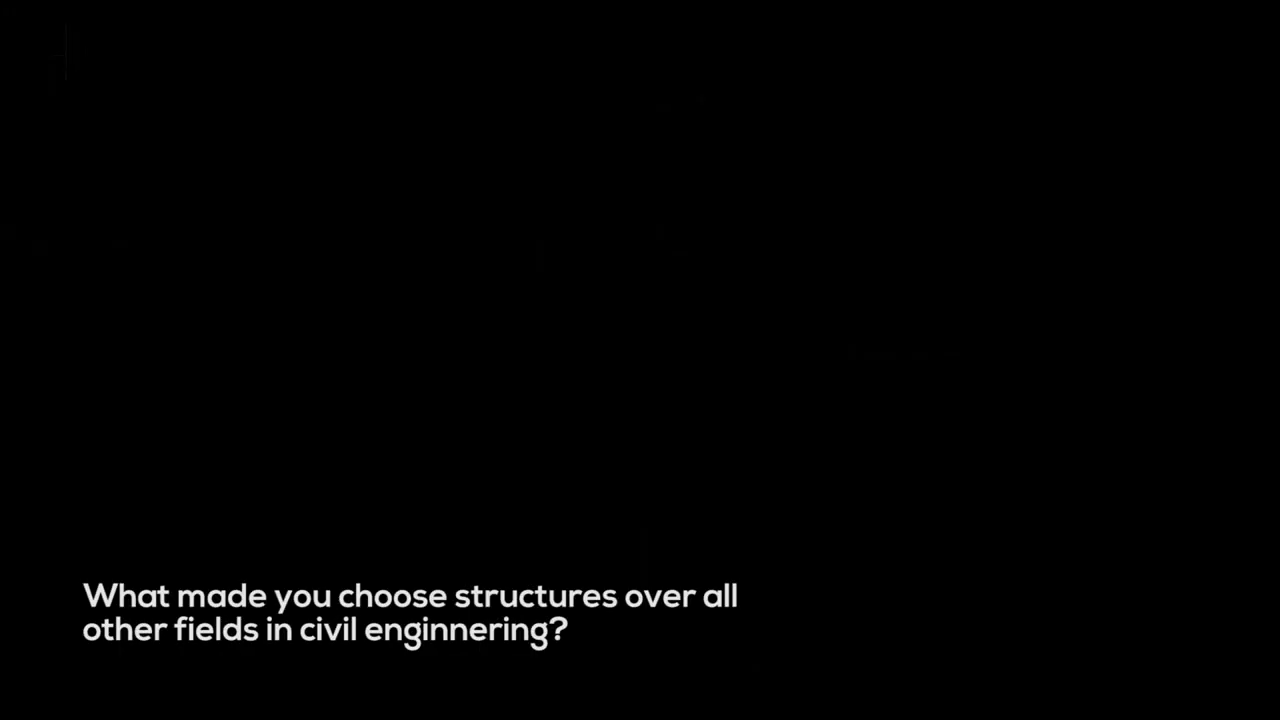 What made you choose structures over all
other fields in civil enginnering?